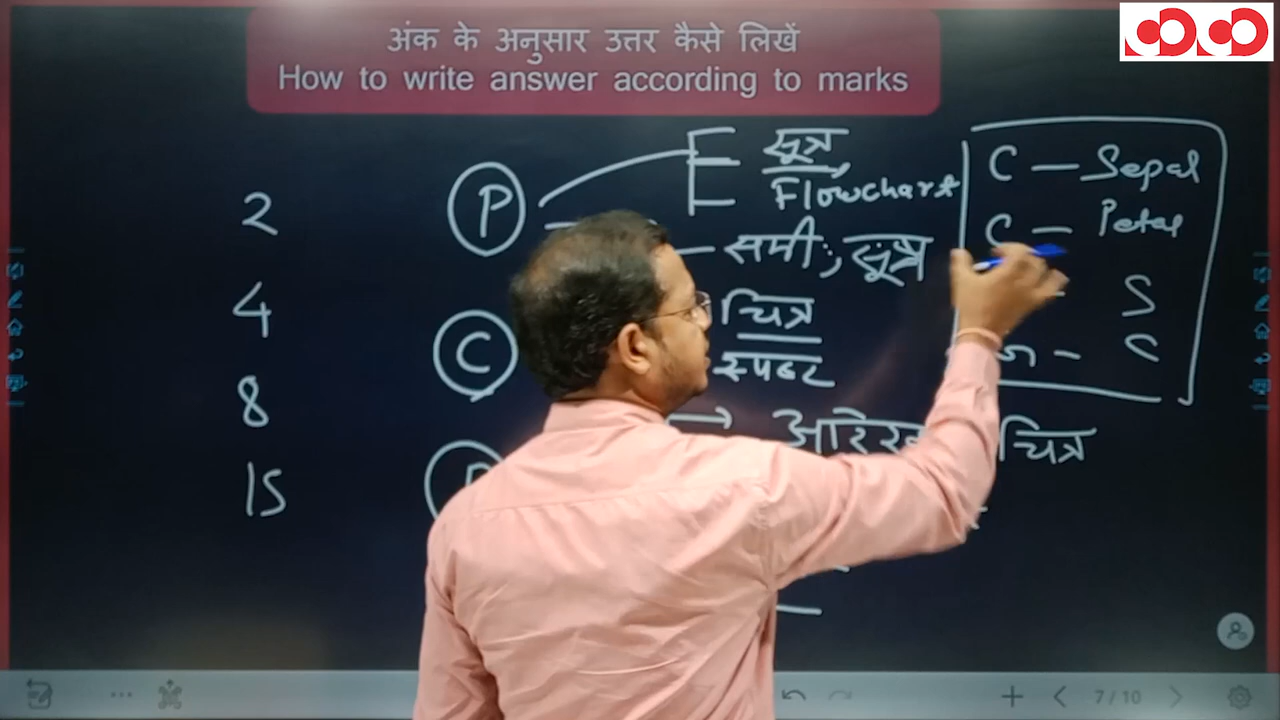 अंक के अनुसार उत्तर कैसे लिखें
How to write answer according to marks
2
4
8
15
P
C
सूत्र
Flowchart
समी., सूत्र
चित्र
स्पष्ट
चित्र
C - Sepal
C - Petal
S
C
7 / 10